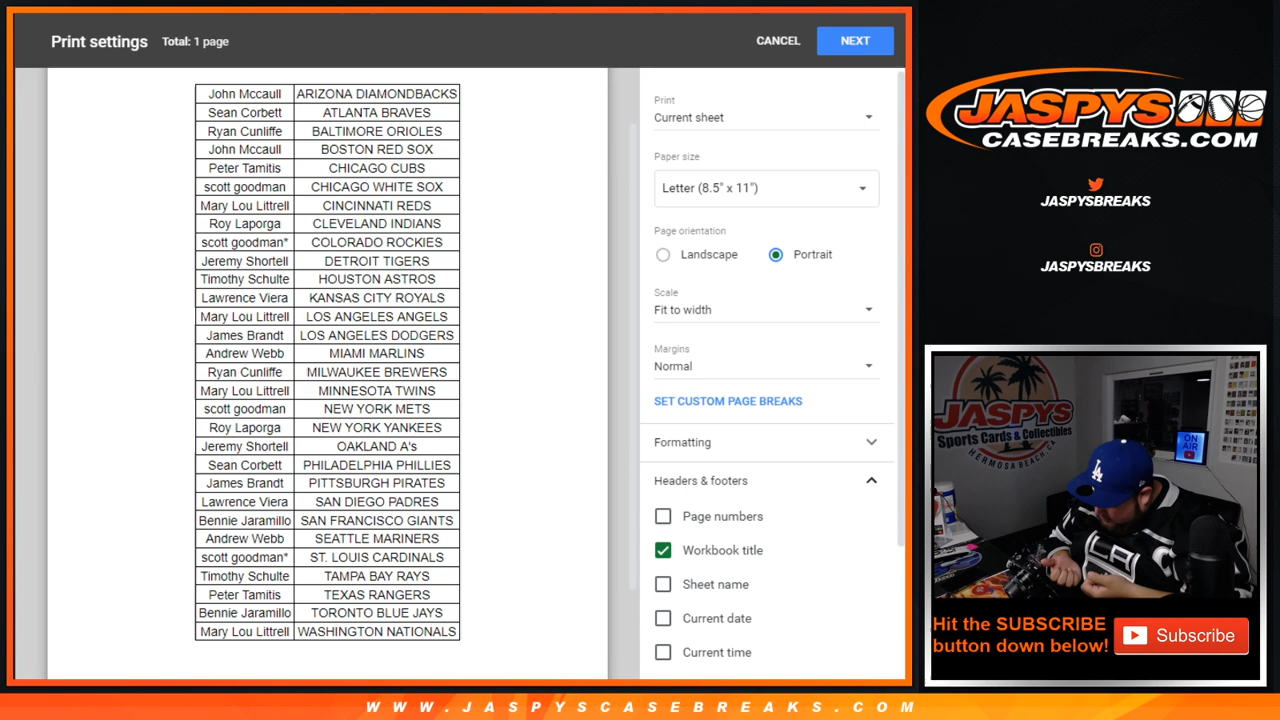 Print settings Total: 1 page CANCEL NEXT
John Mccaull ARIZONA DIAMONDBACKS
Sean Corbett ATLANTA BRAVES
Ryan Cunliffe BALTIMORE ORIOLES
John Mccaull BOSTON RED SOX
Peter Tamitis CHICAGO CUBS
scott goodman CHICAGO WHITE SOX
Mary Lou Littrell CINCINNATI REDS
Roy Laporga CLEVELAND INDIANS
scott goodman* COLORADO ROCKIES
Jeremy Shortell DETROIT TIGERS
Timothy Schulte HOUSTON ASTROS
Lawrence Viera KANSAS CITY ROYALS
Mary Lou Littrell LOS ANGELES ANGELS
James Brandt LOS ANGELES DODGERS
Andrew Webb MIAMI MARLINS
Ryan Cunliffe MILWAUKEE BREWERS
Mary Lou Littrell MINNESOTA TWINS
scott goodman NEW YORK METS
Roy Laporga NEW YORK YANKEES
Jeremy Shortell OAKLAND A's
Sean Corbett PHILADELPHIA PHILLIES
James Brandt PITTSBURGH PIRATES
Lawrence Viera SAN DIEGO PADRES
Bennie Jaramillo SAN FRANCISCO GIANTS
Andrew Webb SEATTLE MARINERS
scott goodman* ST. LOUIS CARDINALS
Timothy Schulte TAMPA BAY RAYS
Peter Tamitis TEXAS RANGERS
Bennie Jaramillo TORONTO BLUE JAYS
Mary Lou Littrell WASHINGTON NATIONALS
Print
Current sheet
Paper size
Letter (8.5" x 11")
Page orientation
Landscape Portrait
Scale
Fit to width
Margins
Normal
SET CUSTOM PAGE BREAKS
Formatting
Headers & footers
Page numbers
Workbook title
Sheet name
Current date
Current time
JASPYS
CASEBREAKS.COM
JASPYSBREAKS
JASPYSBREAKS
JASPYS
Sports Cards & Collectibles
HERMOSA BEACH, CA
ON
AIR
LA
Hit the SUBSCRIBE
button down below!
Subscribe
WWW.JASPYSCASEBREAKS.COM